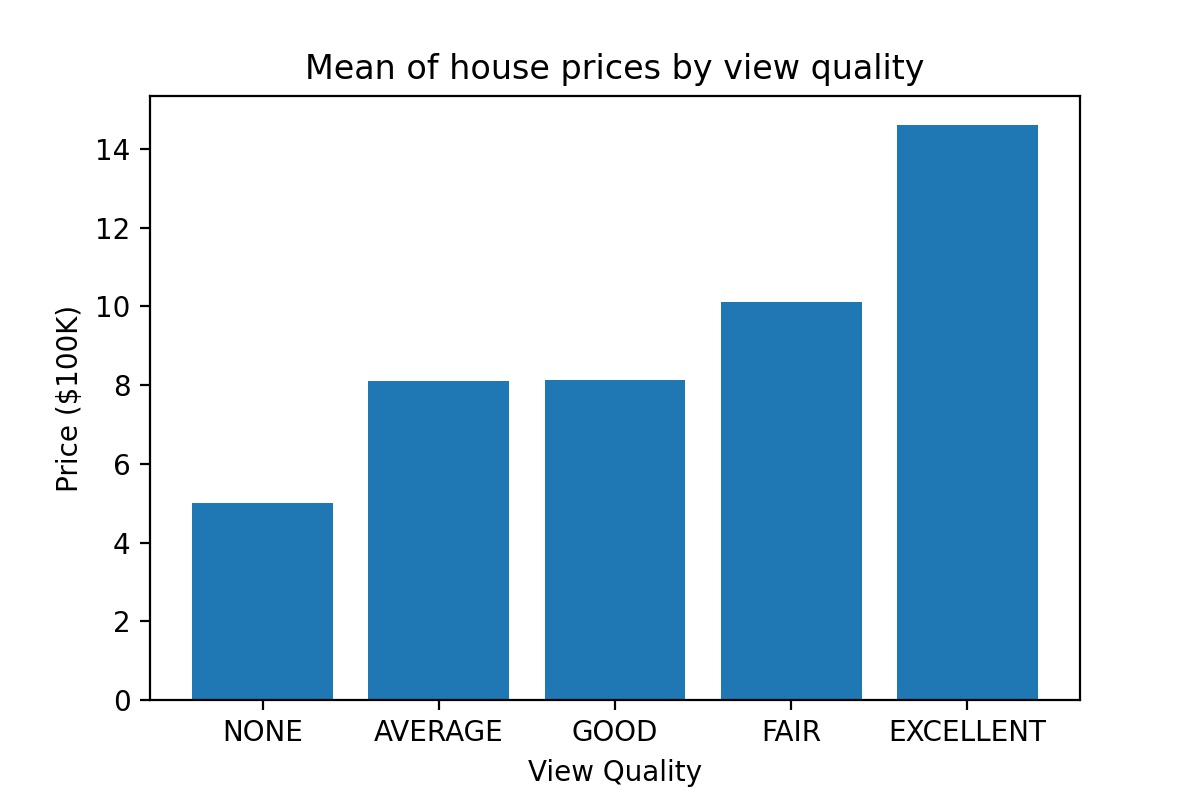 Mean of house prices by view quality
Price ($100K)
14
12
10
8
6
4
2
0
NONE AVERAGE GOOD FAIR EXCELLENT
View Quality